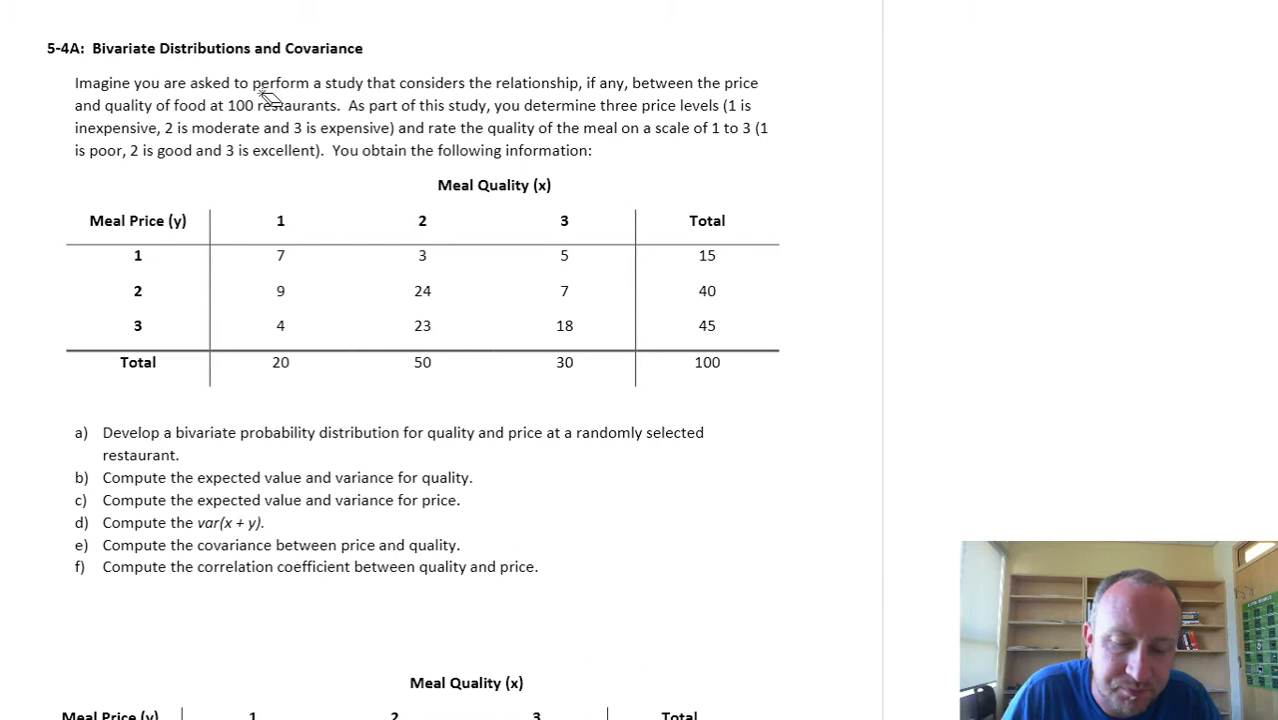 5-4A: Bivariate Distributions and Covariance
Imagine you are asked to perform a study that considers the relationship, if any, between the price
and quality of food at 100 restaurants. As part of this study, you determine three price levels (1 is
inexpensive, 2 is moderate and 3 is expensive) and rate the quality of the meal on a scale of 1 to 3 (1
is poor, 2 is good and 3 is excellent). You obtain the following information:
Meal Quality (x)
Meal Price (y) 1 2 3 Total
1 7 3 5 15
2 9 24 7 40
3 4 23 18 45
Total 20 50 30 100
a) Develop a bivariate probability distribution for quality and price at a randomly selected
restaurant.
b) Compute the expected value and variance for quality.
c) Compute the expected value and variance for price.
d) Compute the var(x + y).
e) Compute the covariance between price and quality.
f) Compute the correlation coefficient between quality and price.
Meal Quality (x)
Meal Price (y) 1 2 3 Total